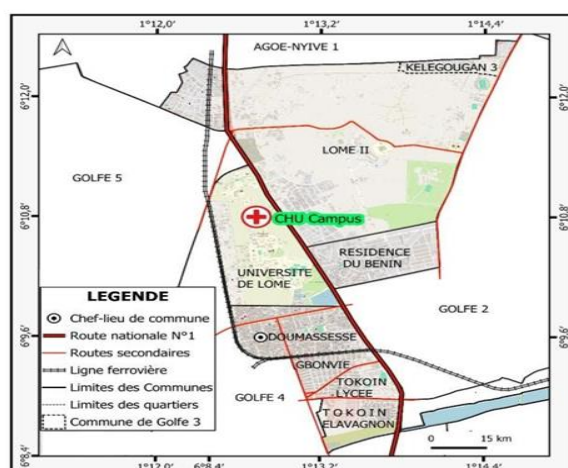 1°12,0'
1°13,2'
1°14,4'
AGOE-NYIVE 1
KELEGOUGAN 3
6°12,0'
6°12,0'
LOME II
GOLFE 5
6°10,8'
CHU Campus
6°10,8'
RESIDENCE
DU BENIN
UNIVERSITE
DE LOME
GOLFE 2
LEGENDE
Chef-lieu de commune
Route nationale N°1
Routes secondaires
Ligne ferrovière
Limites des Communes
Limites des quartiers
Commune de Golfe 3
6°9,6'
DOUMASSESSE
6°9,6'
GBONVIE
TOKOIN
LYCEE
GOLFE 4
TOKOIN
ELAVAGNON
0
15 km
6°8,4'
1°12,0'
6°8,4'
1°13,2'
1°14,4'